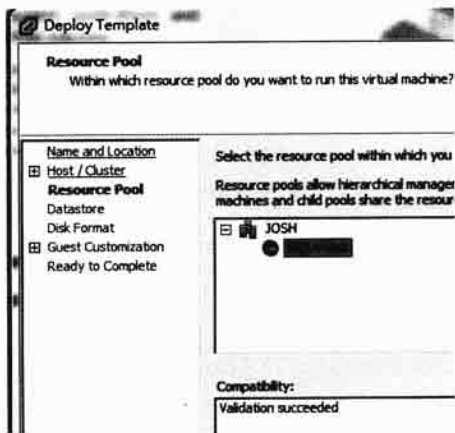 Deploy Template
Resource Pool
Within which resource pool do you want to run this virtual machine?
Name and Location
Host / Cluster
Resource Pool
Datastore
Disk Format
Guest Customization
Ready to Complete
Select the resource pool within which you
Resource pools allow hierarchical manager
machines and child pools share the resour
JOSH
Compatibility:
Validation succeeded